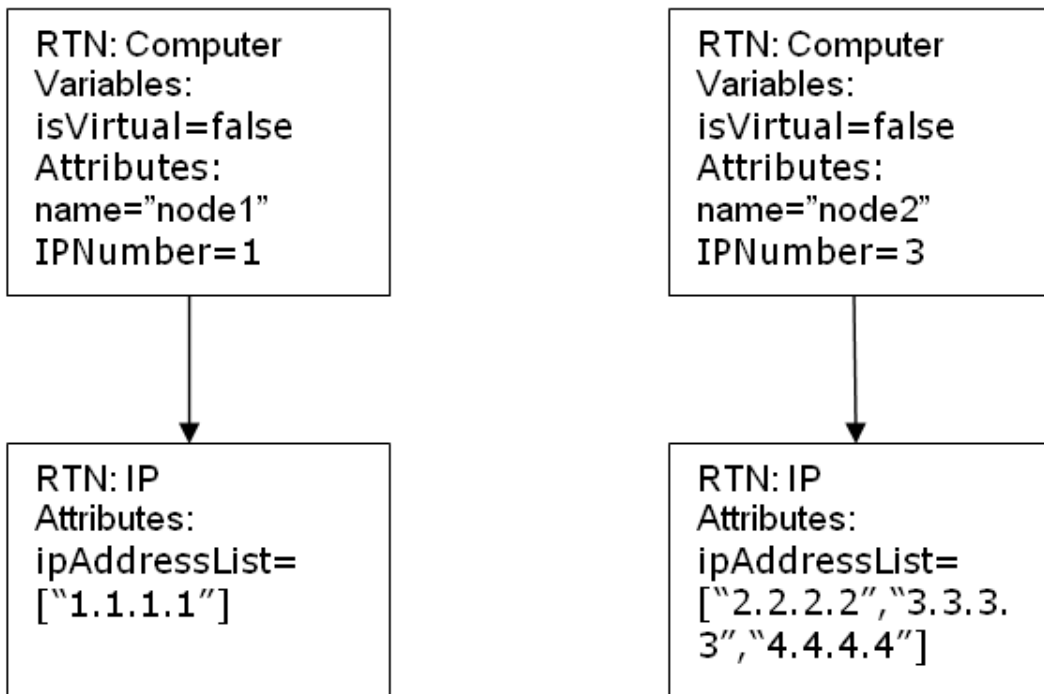 RTN: Computer
Variables:
isVirtual=false
Attributes:
name=”node1”
IPNumber=1
RTN: Computer
Variables:
isVirtual=false
Attributes:
name=”node2”
IPNumber=3
RTN: IP
Attributes:
ipAddressList=
[“1.1.1.1”]
RTN: IP
Attributes:
ipAddressList=
[“2.2.2.2”,“3.3.3.
3”,“4.4.4.4”]